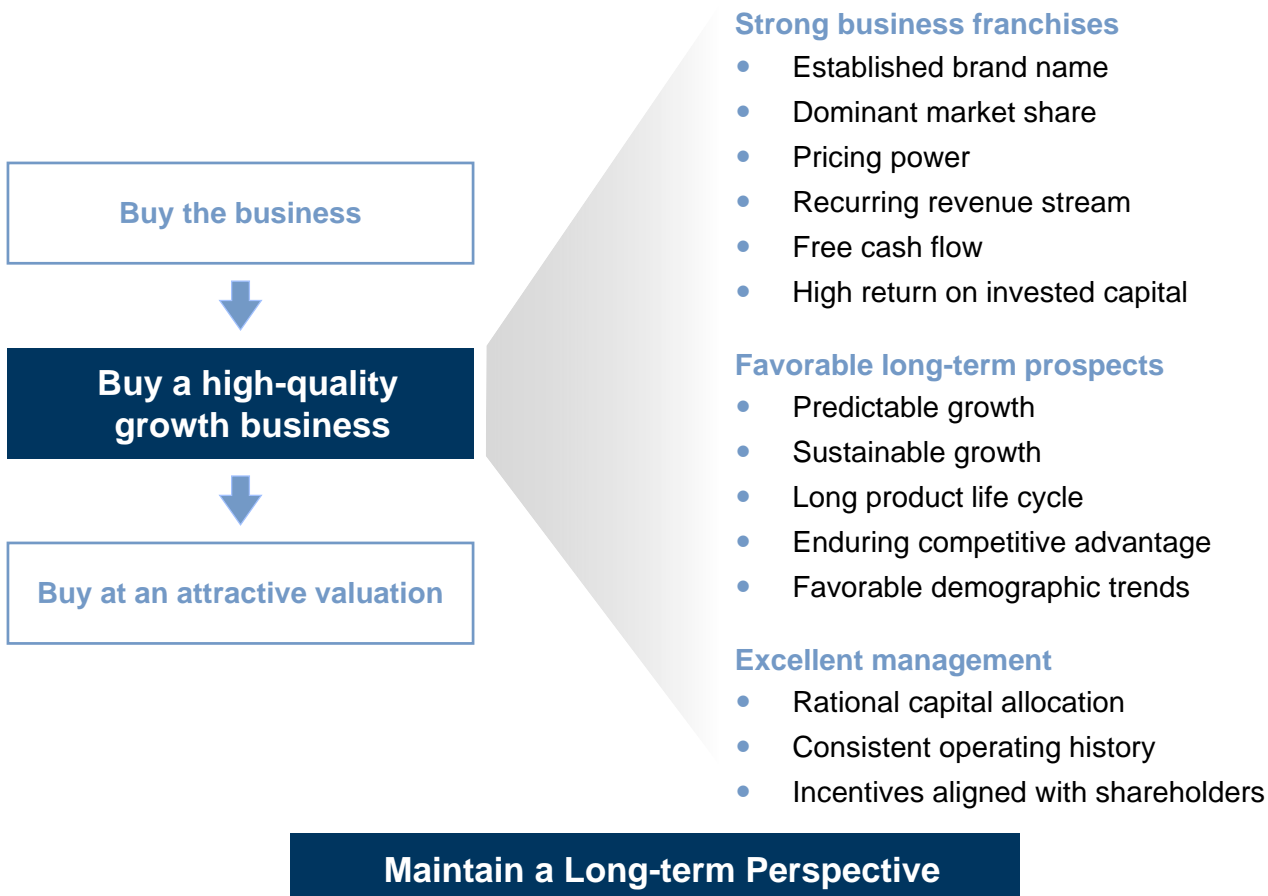 Buy the business
Buy a high-quality
growth business
Buy at an attractive valuation
Strong business franchises
• Established brand name
• Dominant market share
• Pricing power
• Recurring revenue stream
• Free cash flow
• High return on invested capital
Favorable long-term prospects
• Predictable growth
• Sustainable growth
• Long product life cycle
• Enduring competitive advantage
• Favorable demographic trends
Excellent management
• Rational capital allocation
• Consistent operating history
• Incentives aligned with shareholders
Maintain a Long-term Perspective